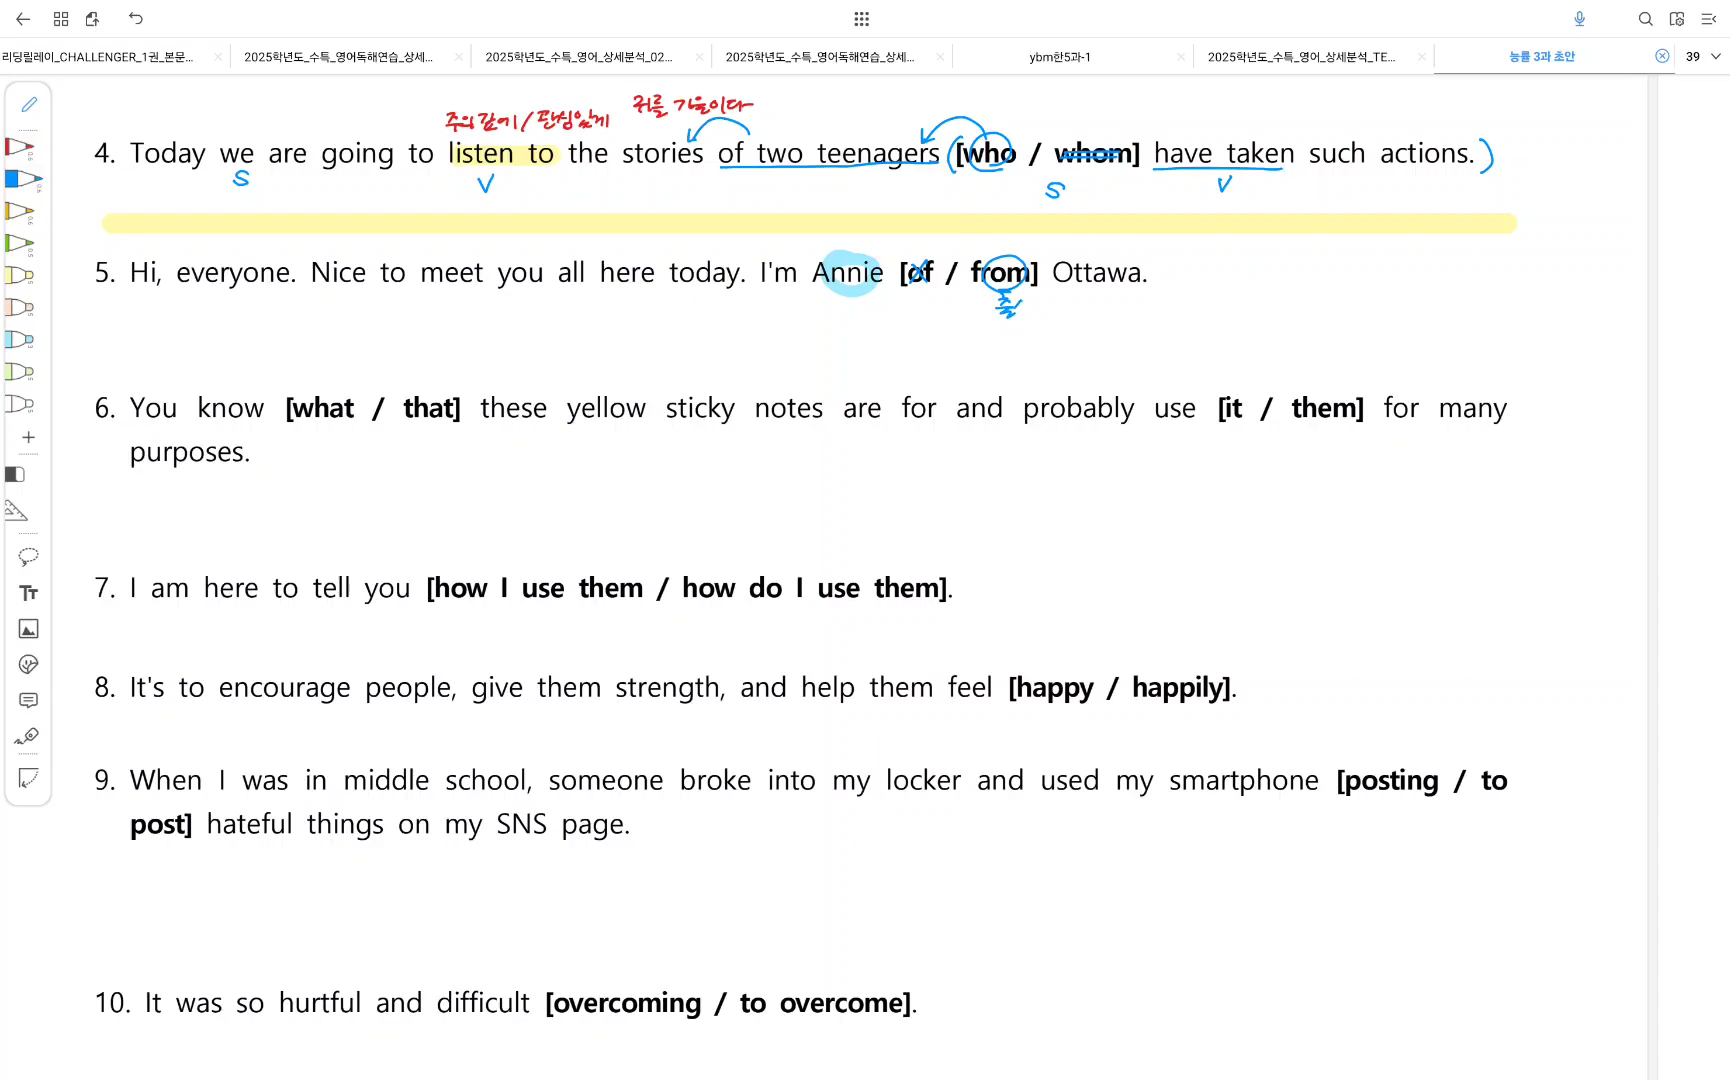 리딩릴레이_CHALLENGER_1권_본문... 2025학년도_수특_영어독해연습_상세... 2025학년도_수특_영어_상세분석_02... 2025학년도_수특_영어독해연습_상세... ybm한5과-1 2025학년도_수특_영어_상세분석_TE... 능률 3과 초안 39
주의 깊게 / 관심있게 귀를 기울이다
4. Today we are going to listen to the stories of two teenagers ([who / whom] have taken such actions.)
S V S V
5. Hi, everyone. Nice to meet you all here today. I'm Annie [of / from] Ottawa.
출
6. You know [what / that] these yellow sticky notes are for and probably use [it / them] for many
purposes.
7. I am here to tell you [how I use them / how do I use them].
8. It's to encourage people, give them strength, and help them feel [happy / happily].
9. When I was in middle school, someone broke into my locker and used my smartphone [posting / to
post] hateful things on my SNS page.
10. It was so hurtful and difficult [overcoming / to overcome].